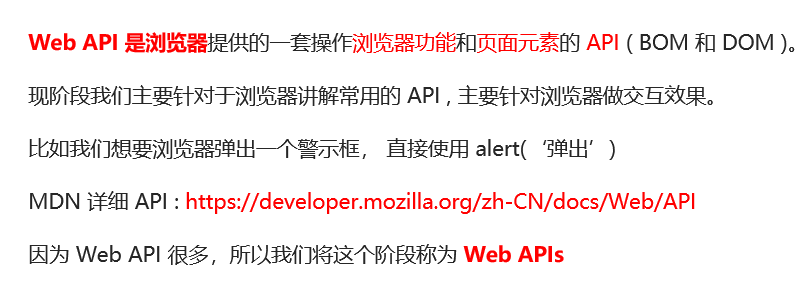 Web API 是浏览器提供的一套操作浏览器功能和页面元素的 API ( BOM 和 DOM )。
现阶段我们主要针对于浏览器讲解常用的 API , 主要针对浏览器做交互效果。
比如我们想要浏览器弹出一个警示框， 直接使用 alert(‘弹出’)
MDN 详细 API : https://developer.mozilla.org/zh-CN/docs/Web/API
因为 Web API 很多，所以我们将这个阶段称为 Web APIs